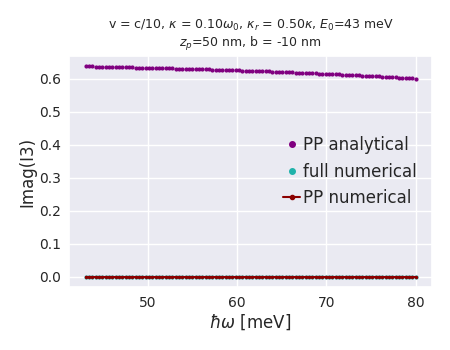 v = c/10, κ = 0.10ω₀, κᵣ = 0.50κ, E₀=43 meV
zₚ=50 nm, b = -10 nm
Imag(I3)
0.6
0.5
0.4
0.3
0.2
0.1
0.0
PP analytical
full numerical
PP numerical
50
60
70
80
ħω [meV]